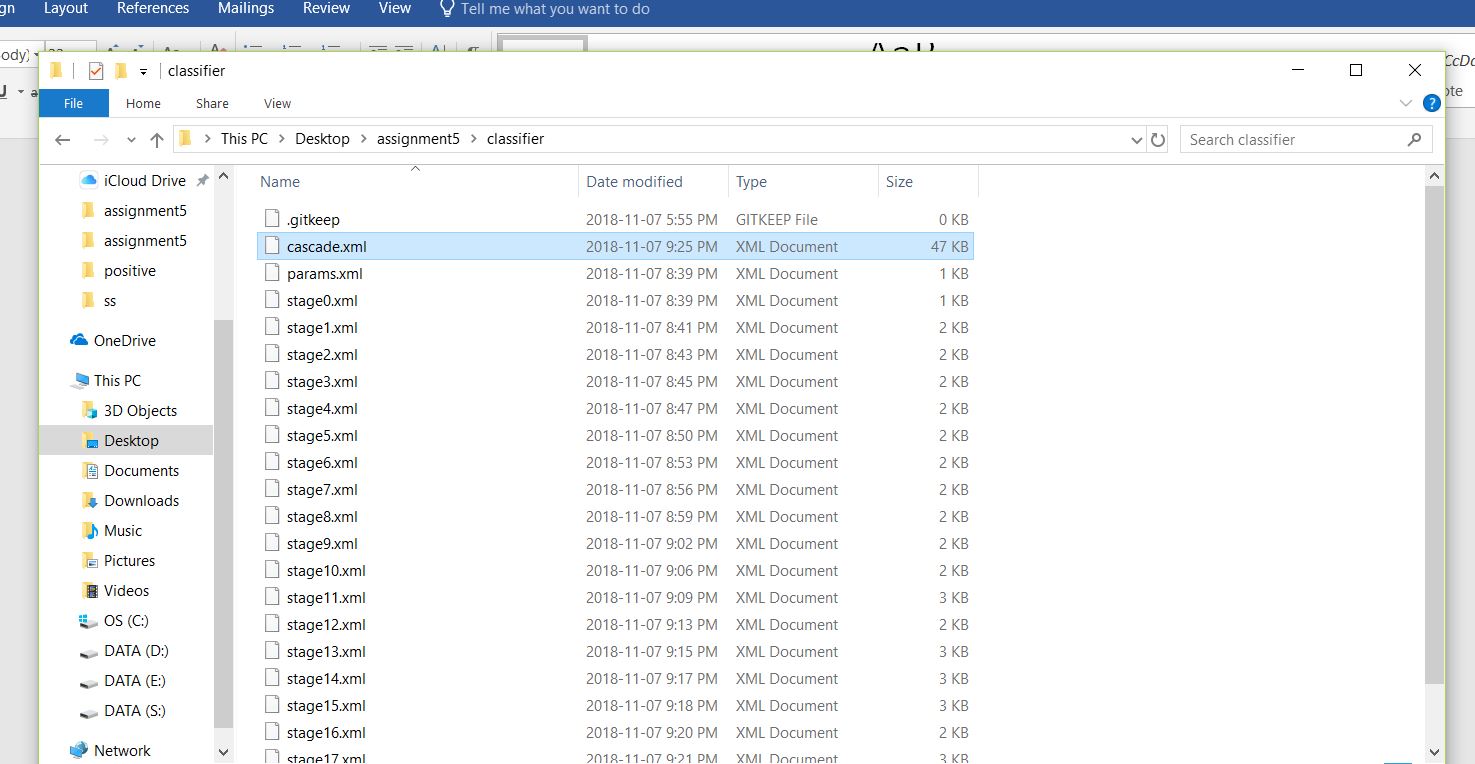 gn Layout References Mailings Review View Tell me what you want to do
ody)
classifier
File Home Share View
CcDc
ote
This PC > Desktop > assignment5 > classifier
Search classifier
iCloud Drive
assignment5
assignment5
positive
ss
OneDrive
This PC
3D Objects
Desktop
Documents
Downloads
Music
Pictures
Videos
OS (C:)
DATA (D:)
DATA (E:)
DATA (S:)
Network
Name Date modified Type Size
.gitkeep 2018-11-07 5:55 PM GITKEEP File 0 KB
cascade.xml 2018-11-07 9:25 PM XML Document 47 KB
params.xml 2018-11-07 8:39 PM XML Document 1 KB
stage0.xml 2018-11-07 8:39 PM XML Document 1 KB
stage1.xml 2018-11-07 8:41 PM XML Document 2 KB
stage2.xml 2018-11-07 8:43 PM XML Document 2 KB
stage3.xml 2018-11-07 8:45 PM XML Document 2 KB
stage4.xml 2018-11-07 8:47 PM XML Document 2 KB
stage5.xml 2018-11-07 8:50 PM XML Document 2 KB
stage6.xml 2018-11-07 8:53 PM XML Document 2 KB
stage7.xml 2018-11-07 8:56 PM XML Document 2 KB
stage8.xml 2018-11-07 8:59 PM XML Document 2 KB
stage9.xml 2018-11-07 9:02 PM XML Document 2 KB
stage10.xml 2018-11-07 9:06 PM XML Document 2 KB
stage11.xml 2018-11-07 9:09 PM XML Document 3 KB
stage12.xml 2018-11-07 9:13 PM XML Document 2 KB
stage13.xml 2018-11-07 9:15 PM XML Document 3 KB
stage14.xml 2018-11-07 9:17 PM XML Document 3 KB
stage15.xml 2018-11-07 9:18 PM XML Document 3 KB
stage16.xml 2018-11-07 9:20 PM XML Document 2 KB
stage17.xml 2018-11-07 9:21 PM XML Document 3 KB